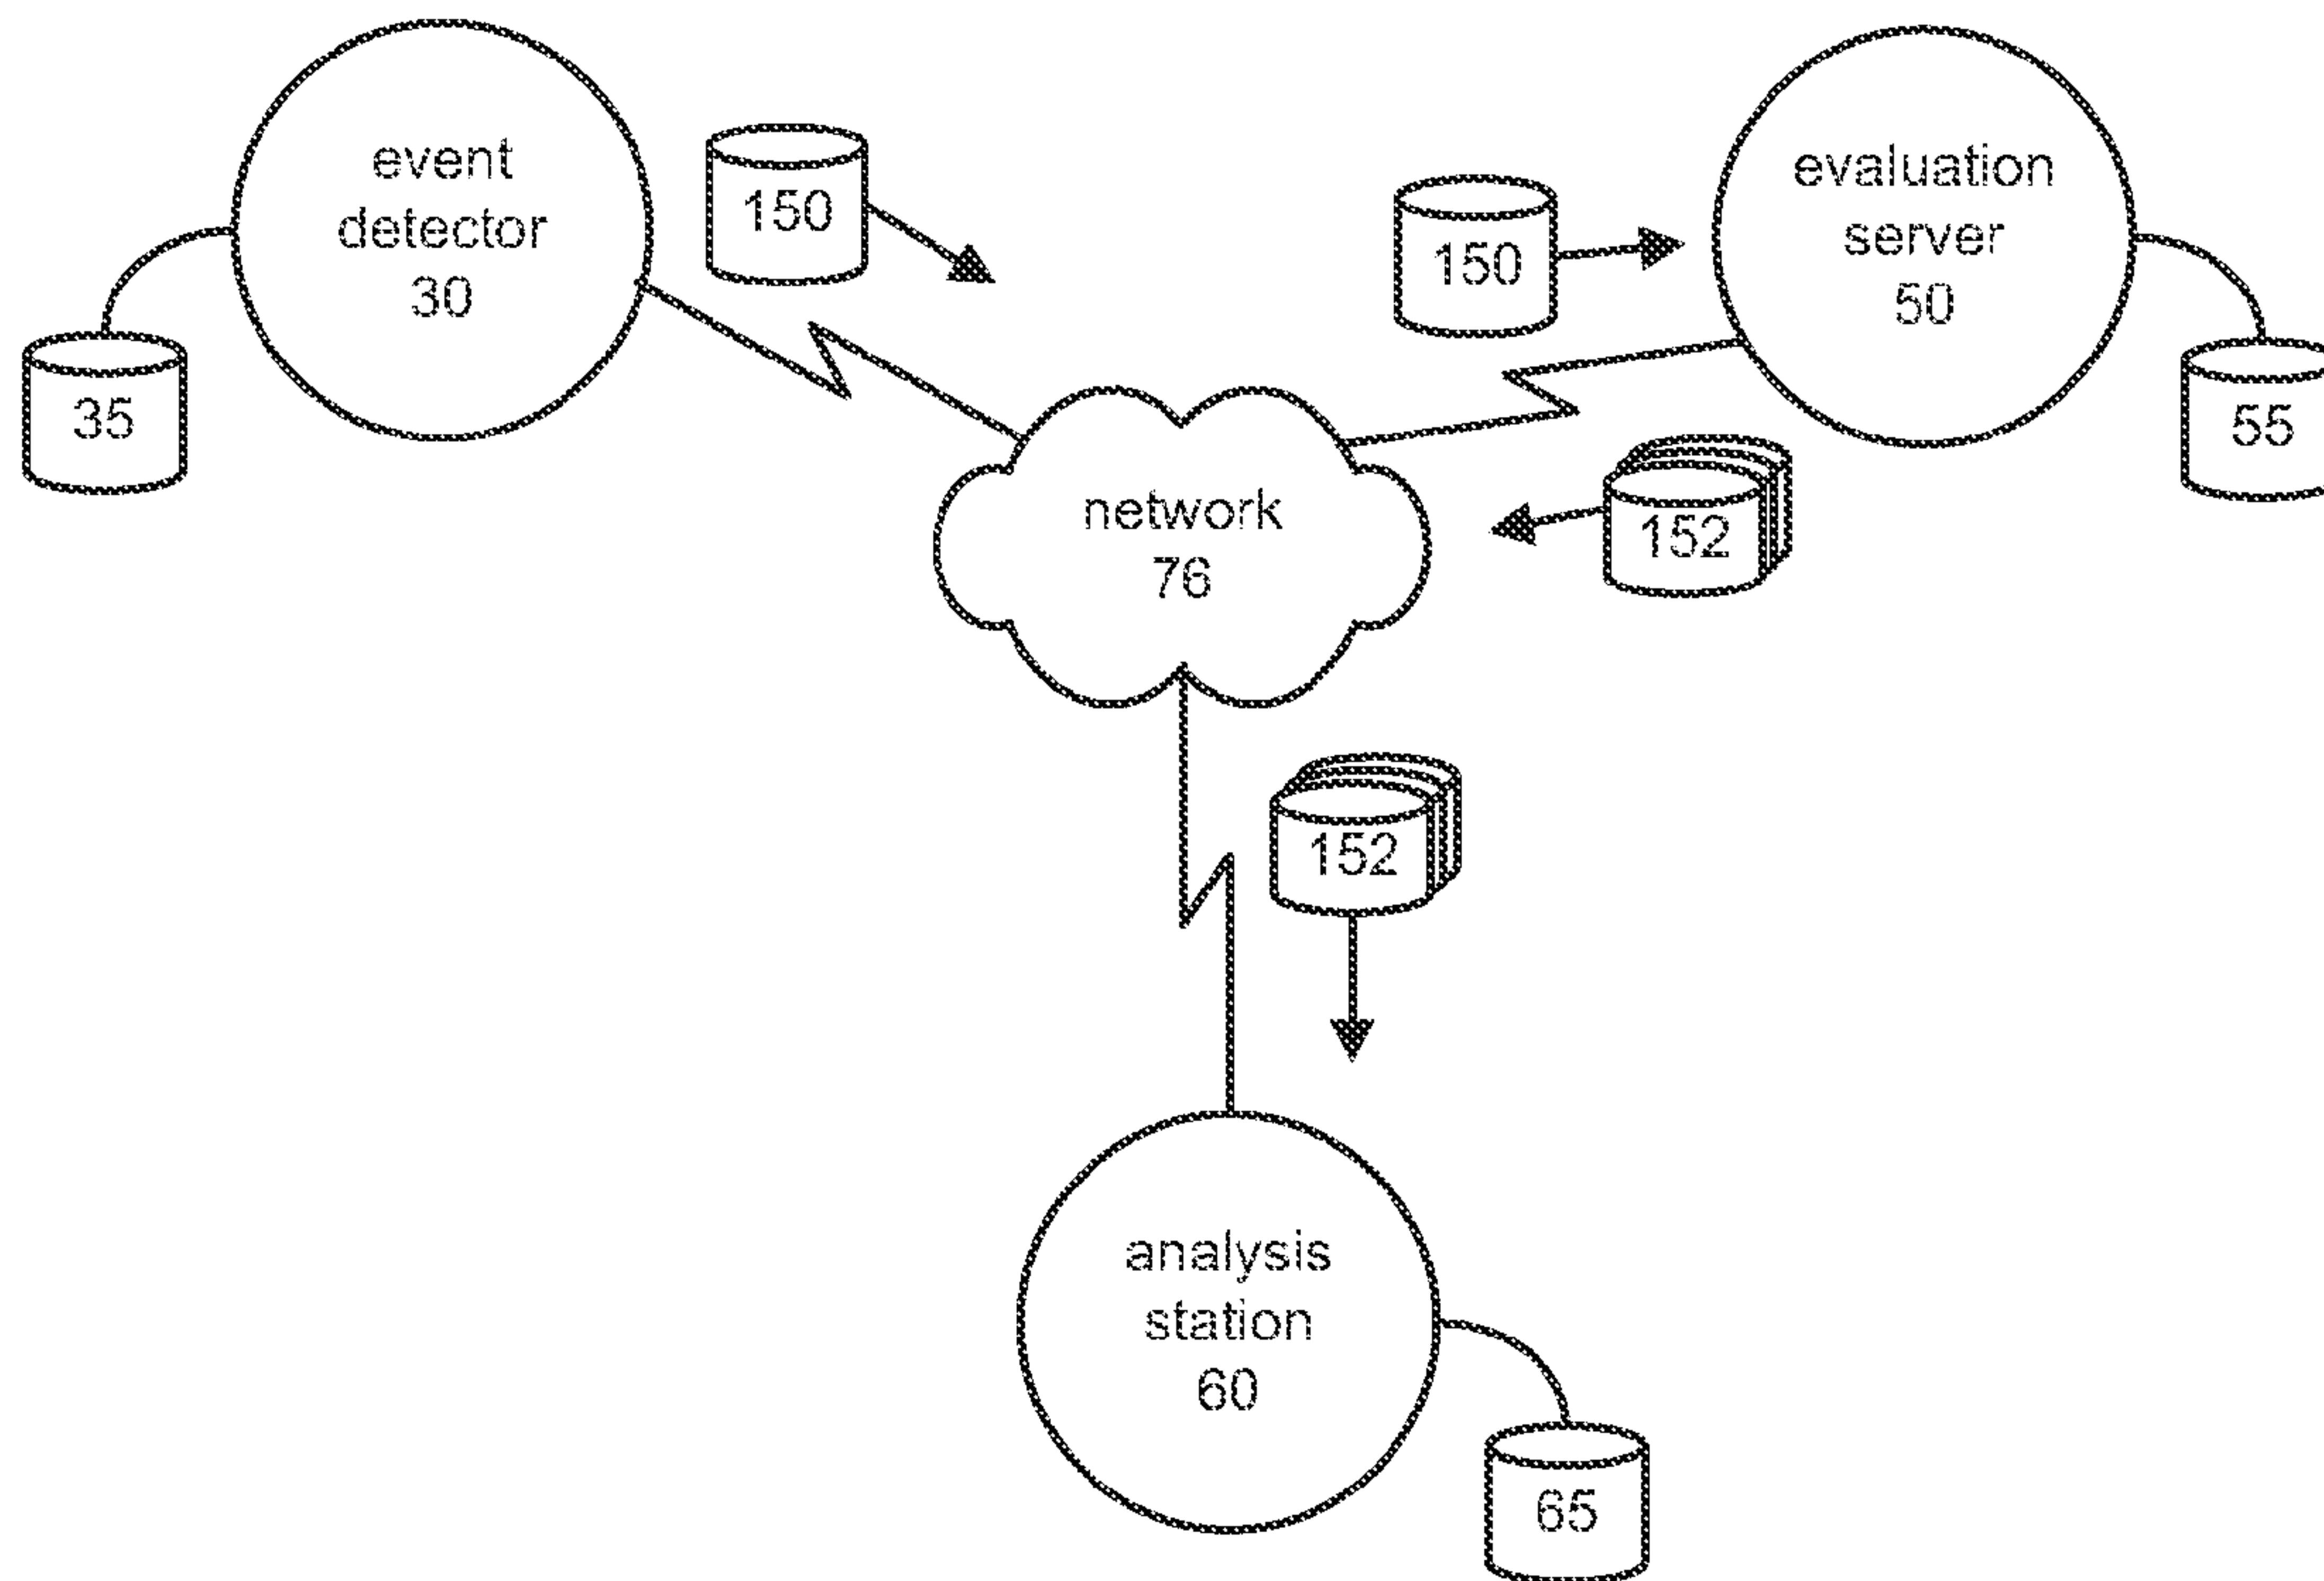 event
detector
30
150
35
150
evaluation
server
50
55
network
76
152
152
analysis
station
60
65